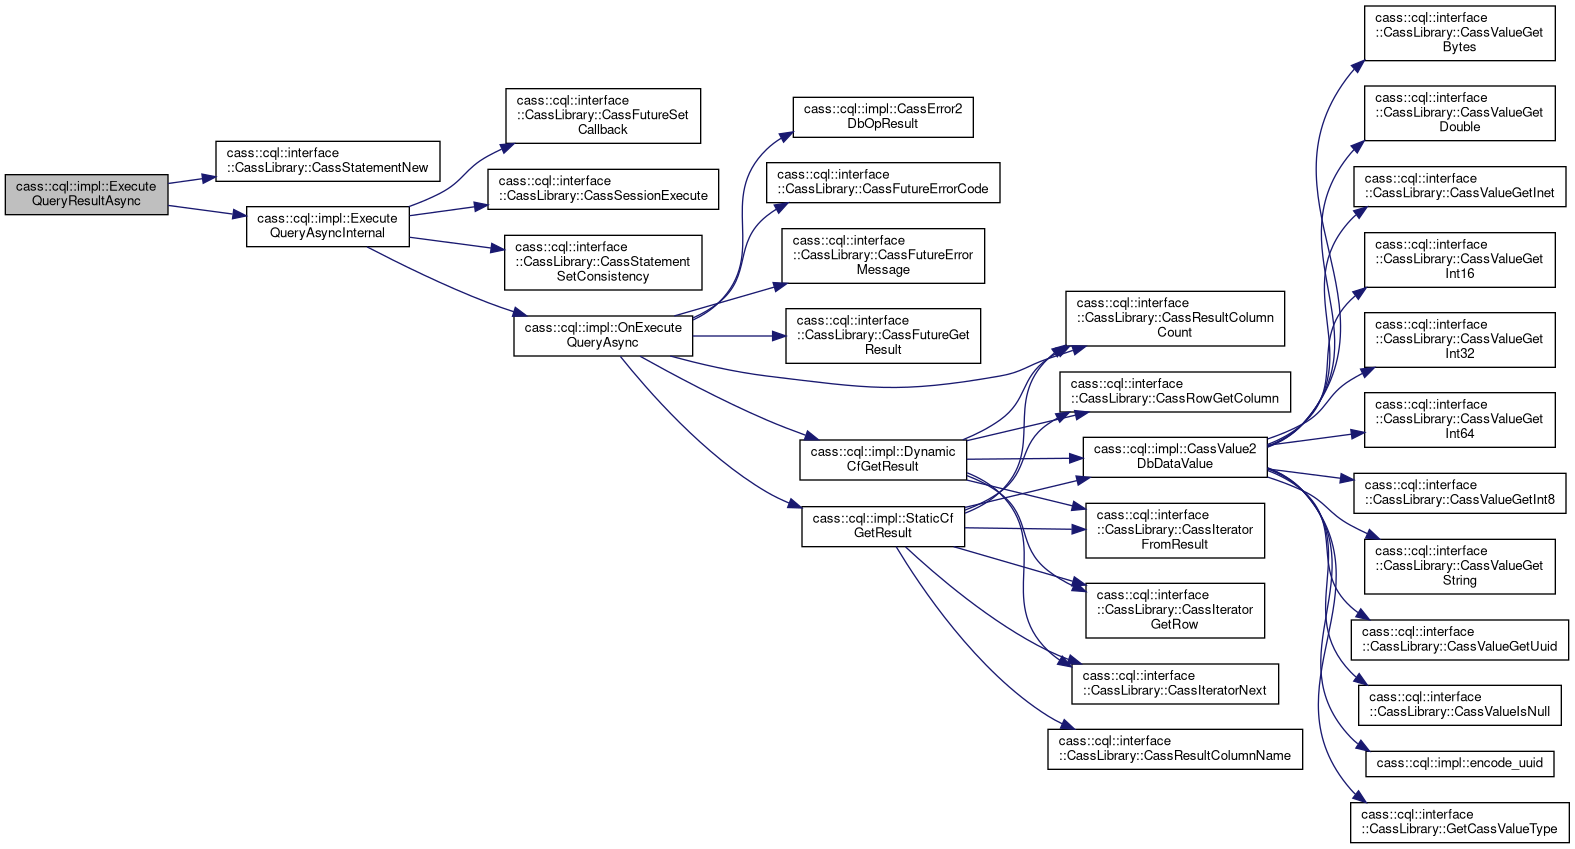 cass::cql::impl::Execute
QueryResultAsync
cass::cql::interface
::CassLibrary::CassStatementNew
cass::cql::impl::Execute
QueryAsyncInternal
cass::cql::interface
::CassLibrary::CassFutureSet
Callback
cass::cql::interface
::CassLibrary::CassSessionExecute
cass::cql::interface
::CassLibrary::CassStatement
SetConsistency
cass::cql::impl::OnExecute
QueryAsync
cass::cql::impl::CassError2
DbOpResult
cass::cql::interface
::CassLibrary::CassFutureErrorCode
cass::cql::interface
::CassLibrary::CassFutureError
Message
cass::cql::interface
::CassLibrary::CassFutureGet
Result
cass::cql::impl::Dynamic
CfGetResult
cass::cql::impl::StaticCf
GetResult
cass::cql::interface
::CassLibrary::CassResultColumn
Count
cass::cql::interface
::CassLibrary::CassRowGetColumn
cass::cql::impl::CassValue2
DbDataValue
cass::cql::interface
::CassLibrary::CassIterator
FromResult
cass::cql::interface
::CassLibrary::CassIterator
GetRow
cass::cql::interface
::CassLibrary::CassIteratorNext
cass::cql::interface
::CassLibrary::CassResultColumnName
cass::cql::interface
::CassLibrary::CassValueGet
Bytes
cass::cql::interface
::CassLibrary::CassValueGet
Double
cass::cql::interface
::CassLibrary::CassValueGetInet
cass::cql::interface
::CassLibrary::CassValueGet
Int16
cass::cql::interface
::CassLibrary::CassValueGet
Int32
cass::cql::interface
::CassLibrary::CassValueGet
Int64
cass::cql::interface
::CassLibrary::CassValueGetInt8
cass::cql::interface
::CassLibrary::CassValueGet
String
cass::cql::interface
::CassLibrary::CassValueGetUuid
cass::cql::interface
::CassLibrary::CassValueIsNull
cass::cql::impl::encode_uuid
cass::cql::interface
::CassLibrary::GetCassValueType